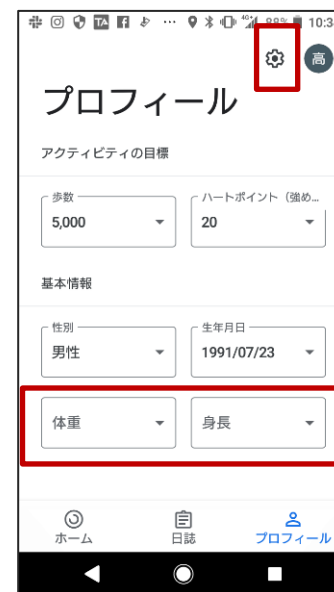 88% 10:3
高
プロフィール
アクティビティの目標
歩数
5,000
ハートポイント（強め...
20
基本情報
性別
男性
生年月日
1991/07/23
体重
身長
ホーム
日誌
プロフィール